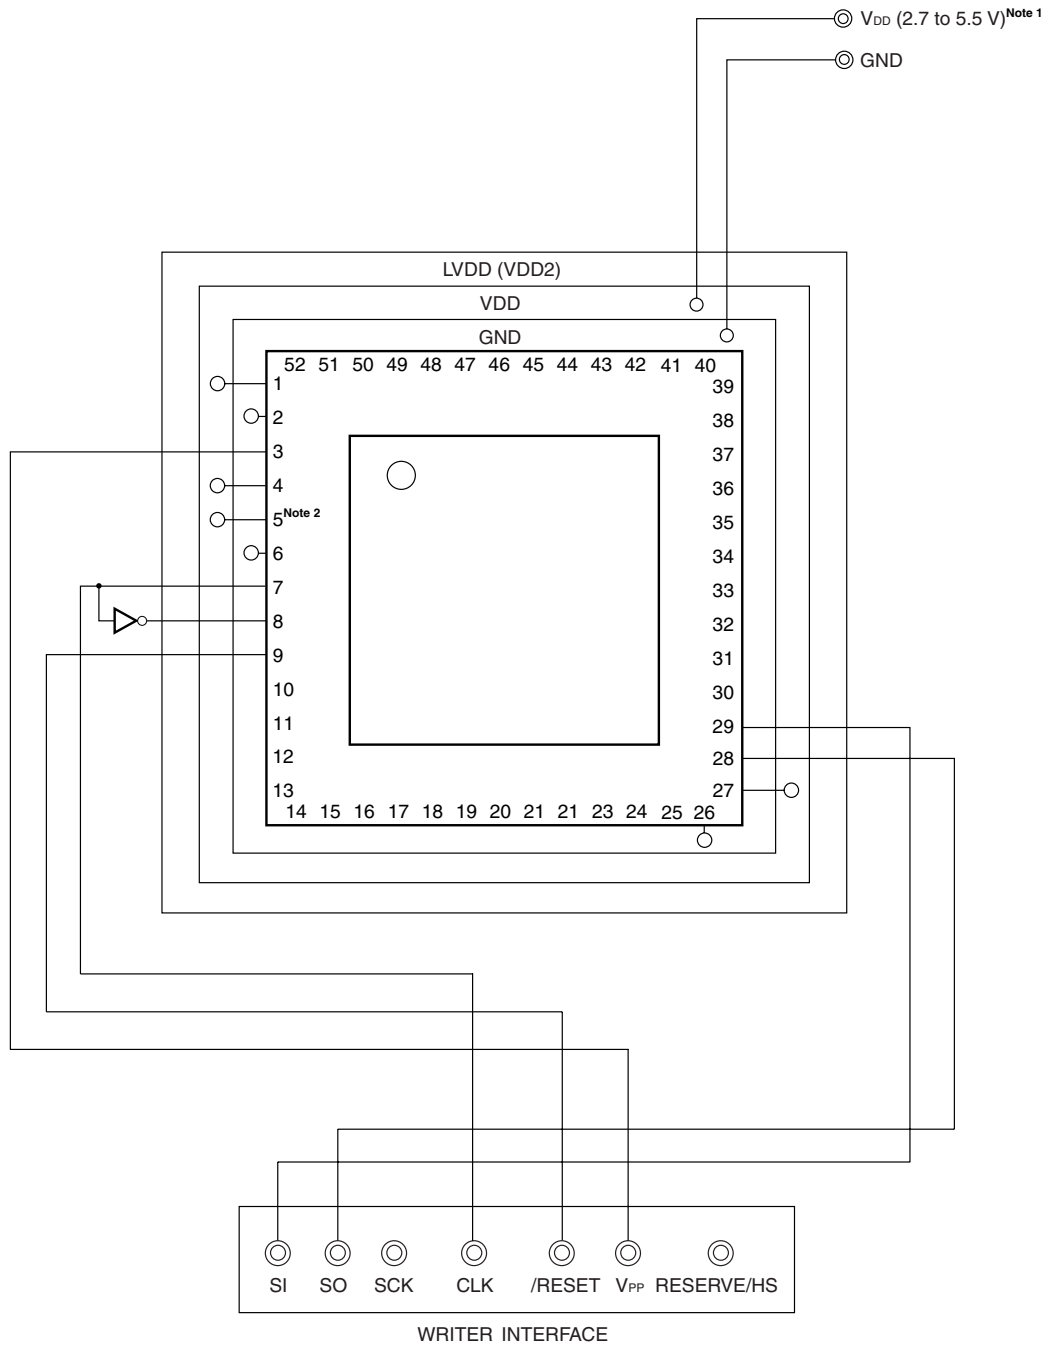 VDD (2.7 to 5.5 V)Note 1
GND
LVDD (VDD2)
VDD
GND
52 51 50 49 48 47 46 45 44 43 42 41 40
1
2
3
4
5Note 2
6
7
8
9
10
11
12
13
39
38
37
36
35
34
33
32
31
30
29
28
27
14 15 16 17 18 19 20 21 21 23 24 25 26
SI SO SCK CLK /RESET VPP RESERVE/HS
WRITER INTERFACE